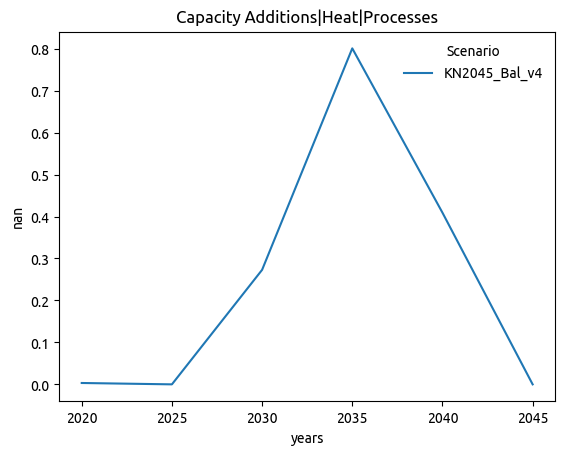 Capacity Additions|Heat|Processes
Scenario
KN2045_Bal_v4
0.8
0.7
0.6
0.5
0.4
0.3
0.2
0.1
0.0
nan
2020 2025 2030 2035 2040 2045
years